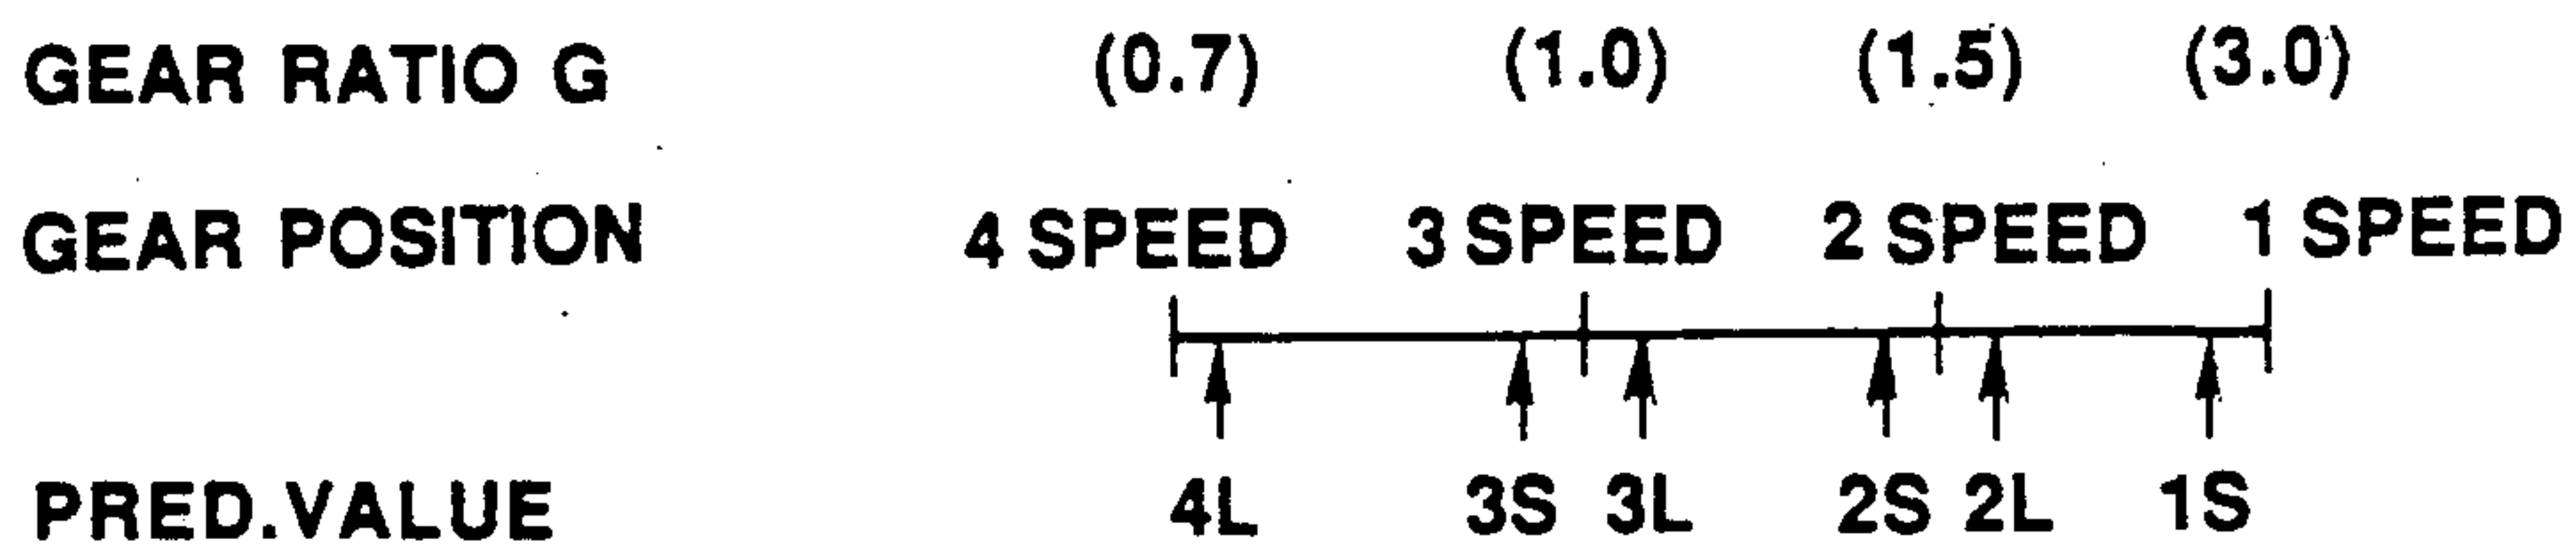 GEAR RATIO G (0.7) (1.0) (1.5) (3.0)
GEAR POSITION 4 SPEED 3 SPEED 2 SPEED 1 SPEED
PRED.VALUE 4L 3S 3L 2S 2L 1S